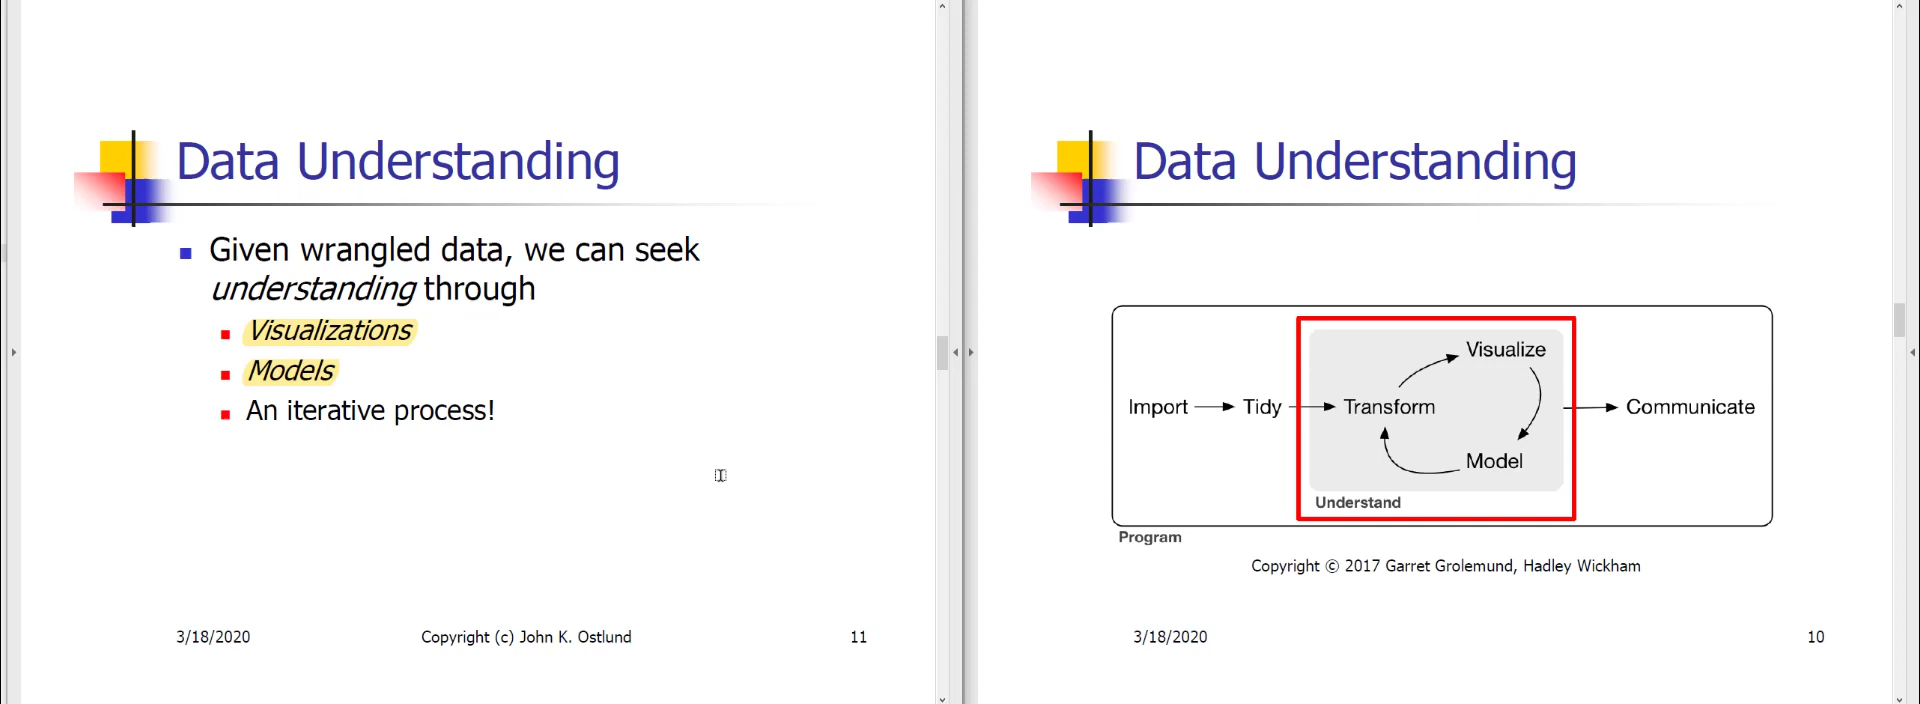 Data Understanding
Given wrangled data, we can seek
understanding through
Visualizations
Models
An iterative process!
3/18/2020
Copyright (c) John K. Ostlund
11
Data Understanding
Visualize
Import
Tidy
Transform
Communicate
Model
Understand
Program
Copyright © 2017 Garret Grolemund, Hadley Wickham
3/18/2020
10